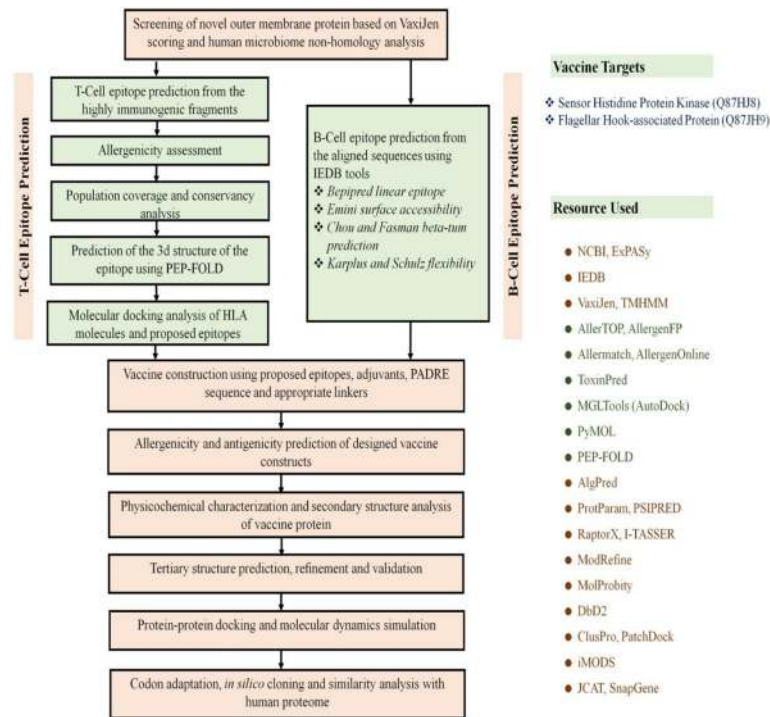 Screening of novel outer membrane protein based on VaxiJen
scoring and human microbiome non-homology analysis
T-Cell Epitope Prediction
T-Cell epitope prediction from the
highly immunogenic fragments
Allergenicity assessment
Population coverage and conservancy
analysis
Prediction of the 3d structure of the
epitope using PEP-FOLD
Molecular docking analysis of HLA
molecules and proposed epitopes
B-Cell epitope prediction from
the aligned sequences using
IEDB tools
❖ Bepipred linear epitope
❖ Emini surface accessibility
❖ Chou and Fasman beta-turn
prediction
❖ Karplus and Schulz flexibility
B-Cell Epitope Prediction
Vaccine construction using proposed epitopes, adjuvants, PADRE
sequence and appropriate linkers
Allergenicity and antigenicity prediction of designed vaccine
constructs
Physicochemical characterization and secondary structure analysis
of vaccine protein
Tertiary structure prediction, refinement and validation
Protein-protein docking and molecular dynamics simulation
Codon adaptation, in silico cloning and similarity analysis with
human proteome
Vaccine Targets
❖ Sensor Histidine Protein Kinase (Q87HJ8)
❖ Flagellar Hook-associated Protein (Q87JH9)
Resource Used
● NCBI, ExPASy
● IEDB
● VaxiJen, TMHMM
● AllerTOP, AllergenFP
● Allermatch, AllergenOnline
● ToxinPred
● MGLTools (AutoDock)
● PyMOL
● PEP-FOLD
● AlgPred
● ProtParam, PSIPRED
● RaptorX, I-TASSER
● ModRefine
● MolProbity
● DbD2
● ClusPro, PatchDock
● iMODS
● JCAT, SnapGene